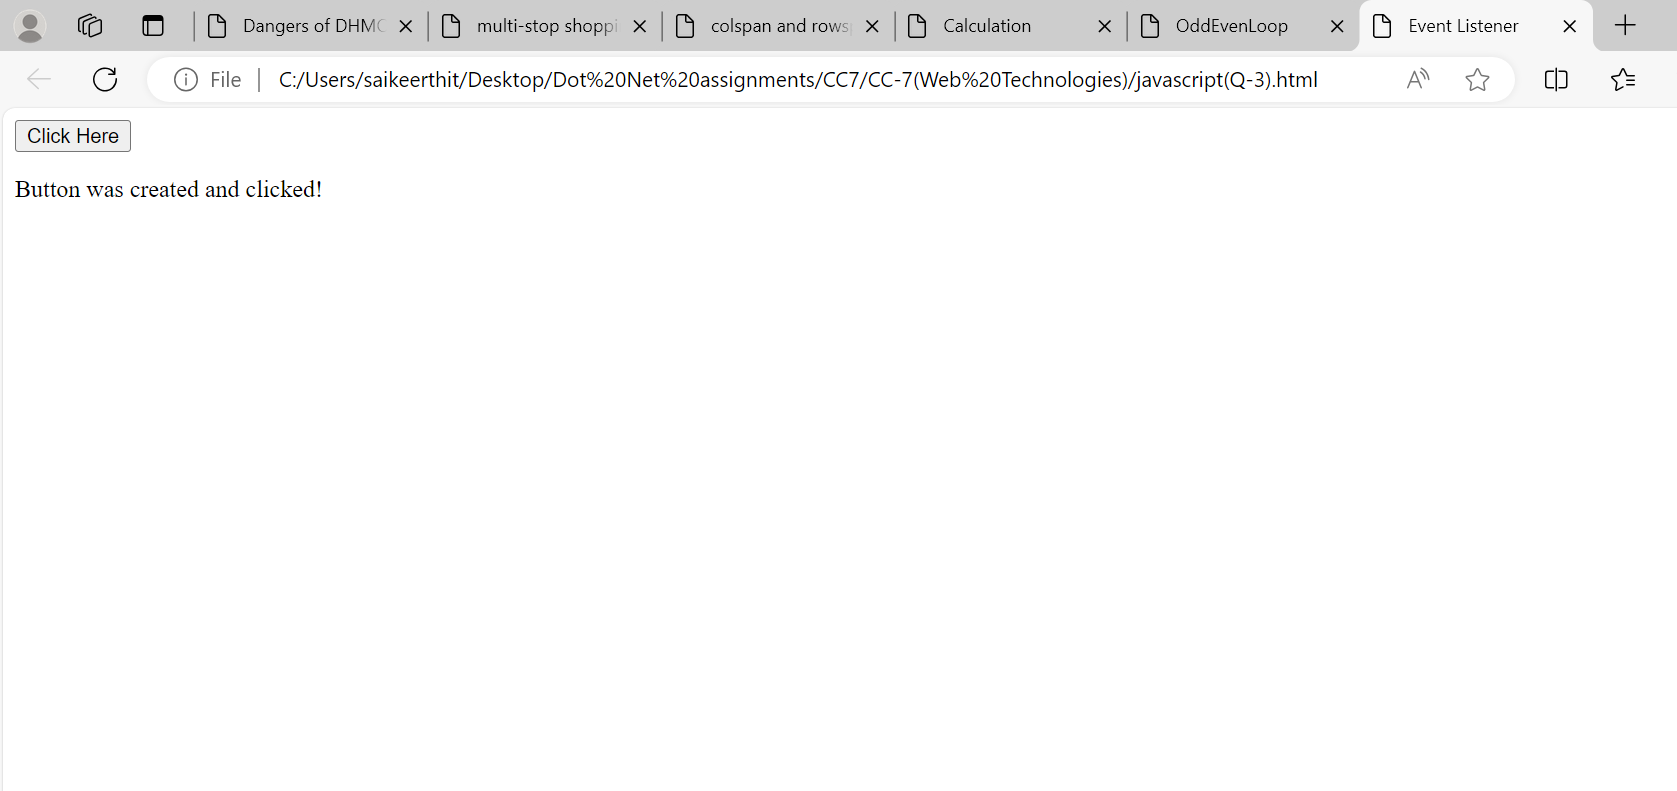 Dangers of DHMC
multi-stop shoppi
colspan and rows
Calculation
OddEvenLoop
Event Listener
File
C:/Users/saikeerthit/Desktop/Dot%20Net%20assignments/CC7/CC-7(Web%20Technologies)/javascript(Q-3).html
Click Here
Button was created and clicked!